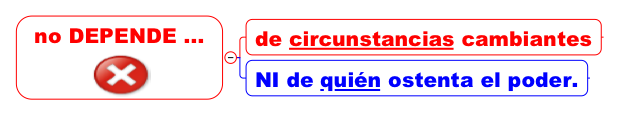 no DEPENDE ...
de circunstancias cambiantes
NI de quién ostenta el poder.